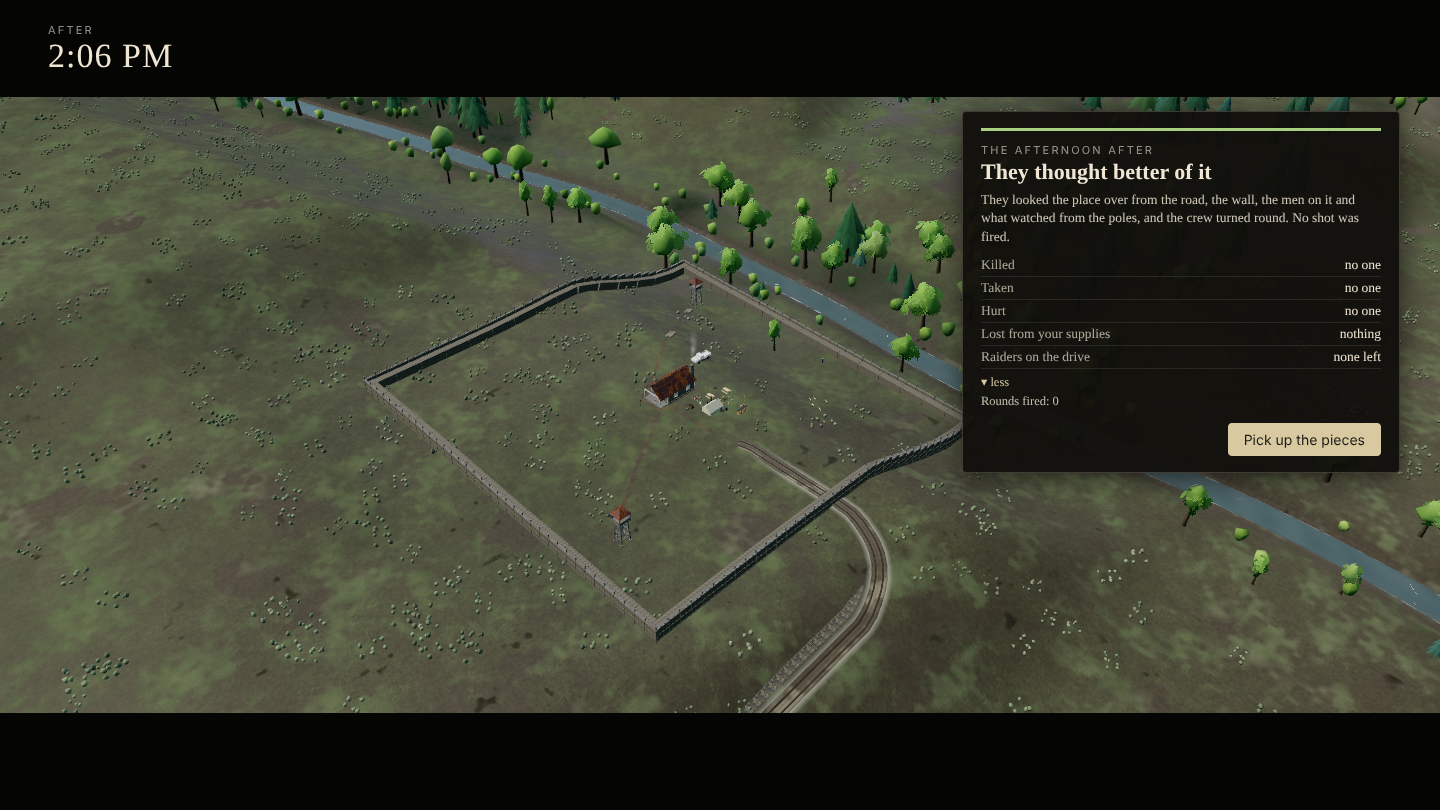 AFTER
2:06 PM
THE AFTERNOON AFTER
They thought better of it
They looked the place over from the road, the wall, the men on it and
what watched from the poles, and the crew turned round. No shot was
fired.
Killed no one
Taken no one
Hurt no one
Lost from your supplies nothing
Raiders on the drive none left
▾ less
Rounds fired: 0
Pick up the pieces